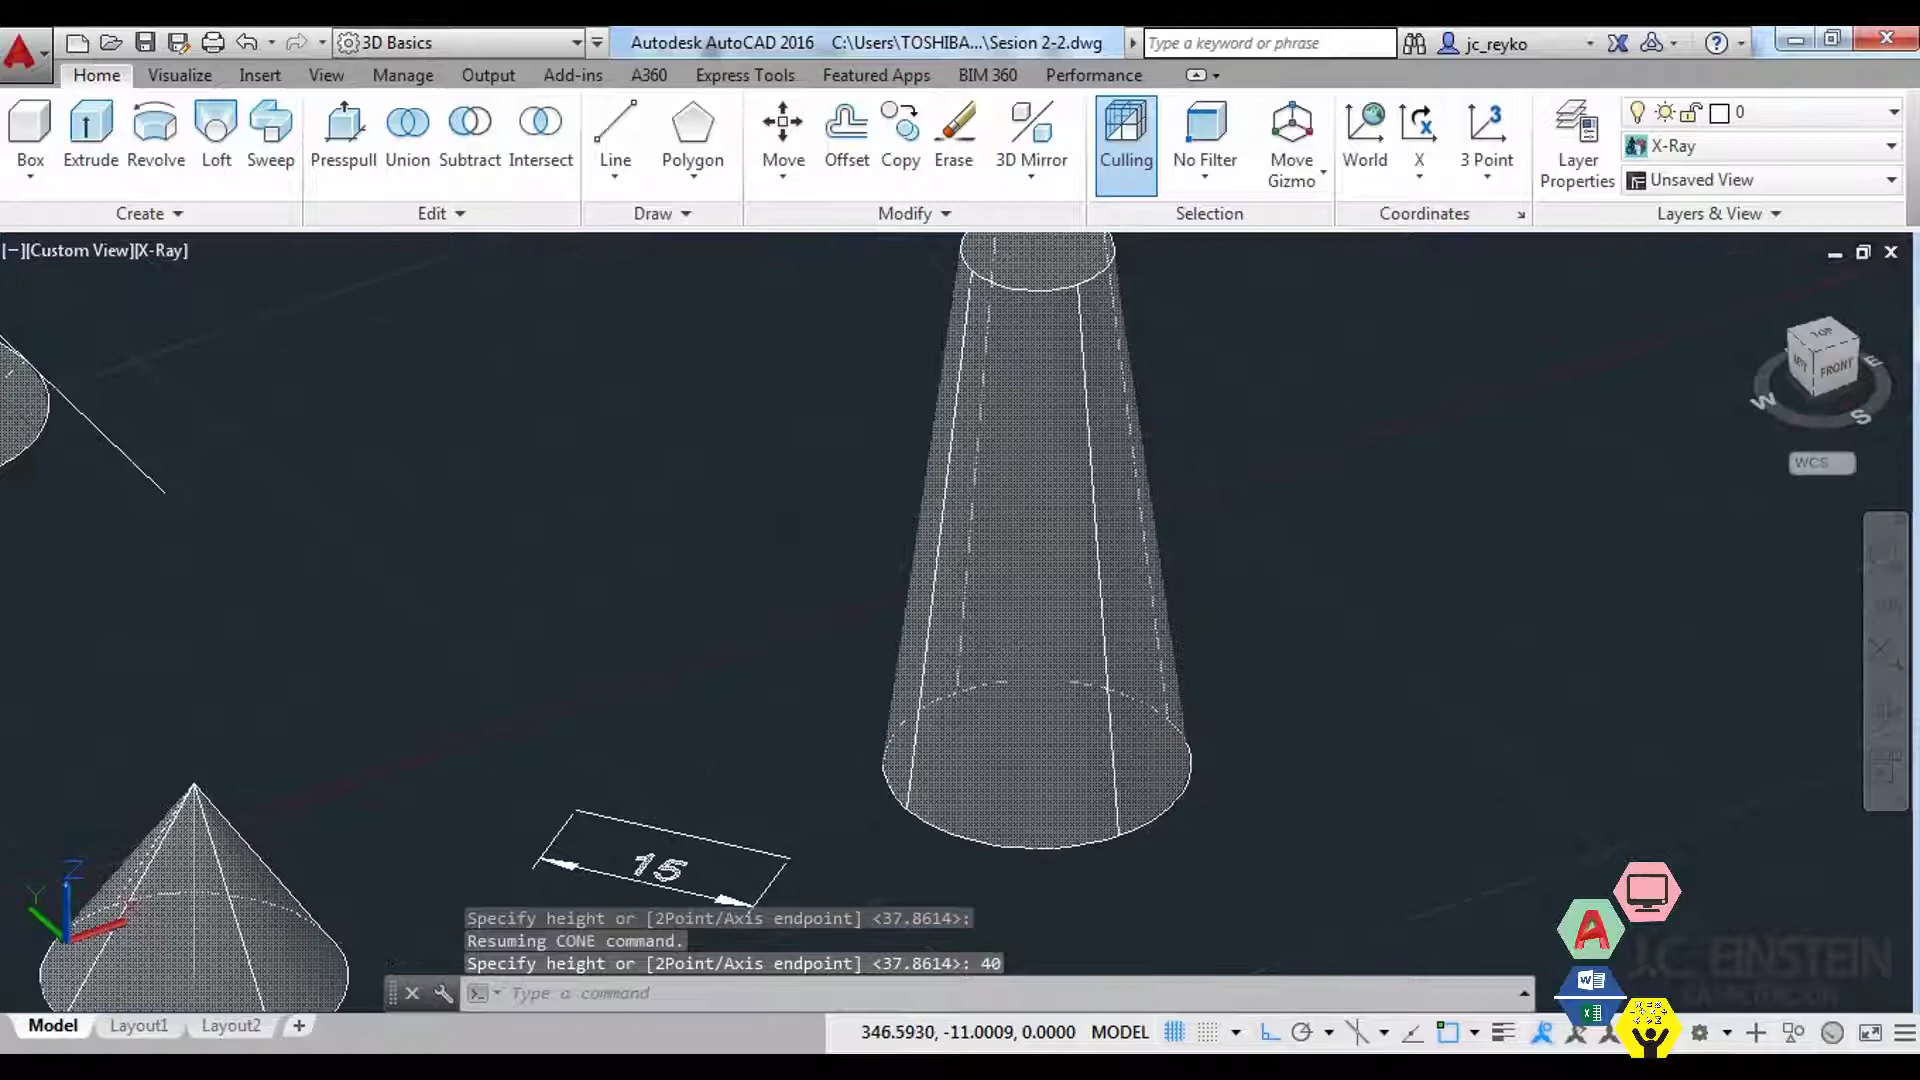 3D Basics
Autodesk AutoCAD 2016 C:\Users\TOSHIBA...\Sesion 2-2.dwg
Type a keyword or phrase
jc_reyko
Home Visualize Insert View Manage Output Add-ins A360 Express Tools Featured Apps BIM 360 Performance
Box Extrude Revolve Loft Sweep Presspull Union Subtract Intersect Line Polygon Move Offset Copy Erase 3D Mirror Culling No Filter Move Gizmo World X 3 Point Layer Properties
0
X-Ray
Unsaved View
Create Edit Draw Modify Selection Coordinates Layers & View
[−][Custom View][X-Ray]
TOP
LEFT FRONT
E
W S
WCS
15
Z
Y
Specify height or [2Point/Axis endpoint] <37.8614>:
Resuming CONE command.
Specify height or [2Point/Axis endpoint] <37.8614>: 40
Type a command
J.C. EINSTEIN
CAPACITACION
Model Layout1 Layout2 +
346.5930, -11.0009, 0.0000 MODEL